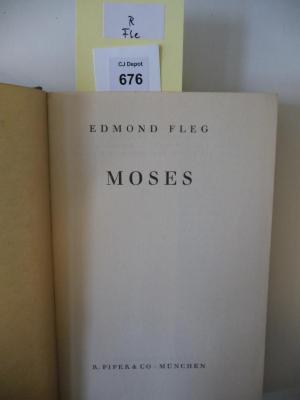 R
Fle
CJ Depot
676
EDMOND FLEG
MOSES
R. PIPER & CO · MÜNCHEN